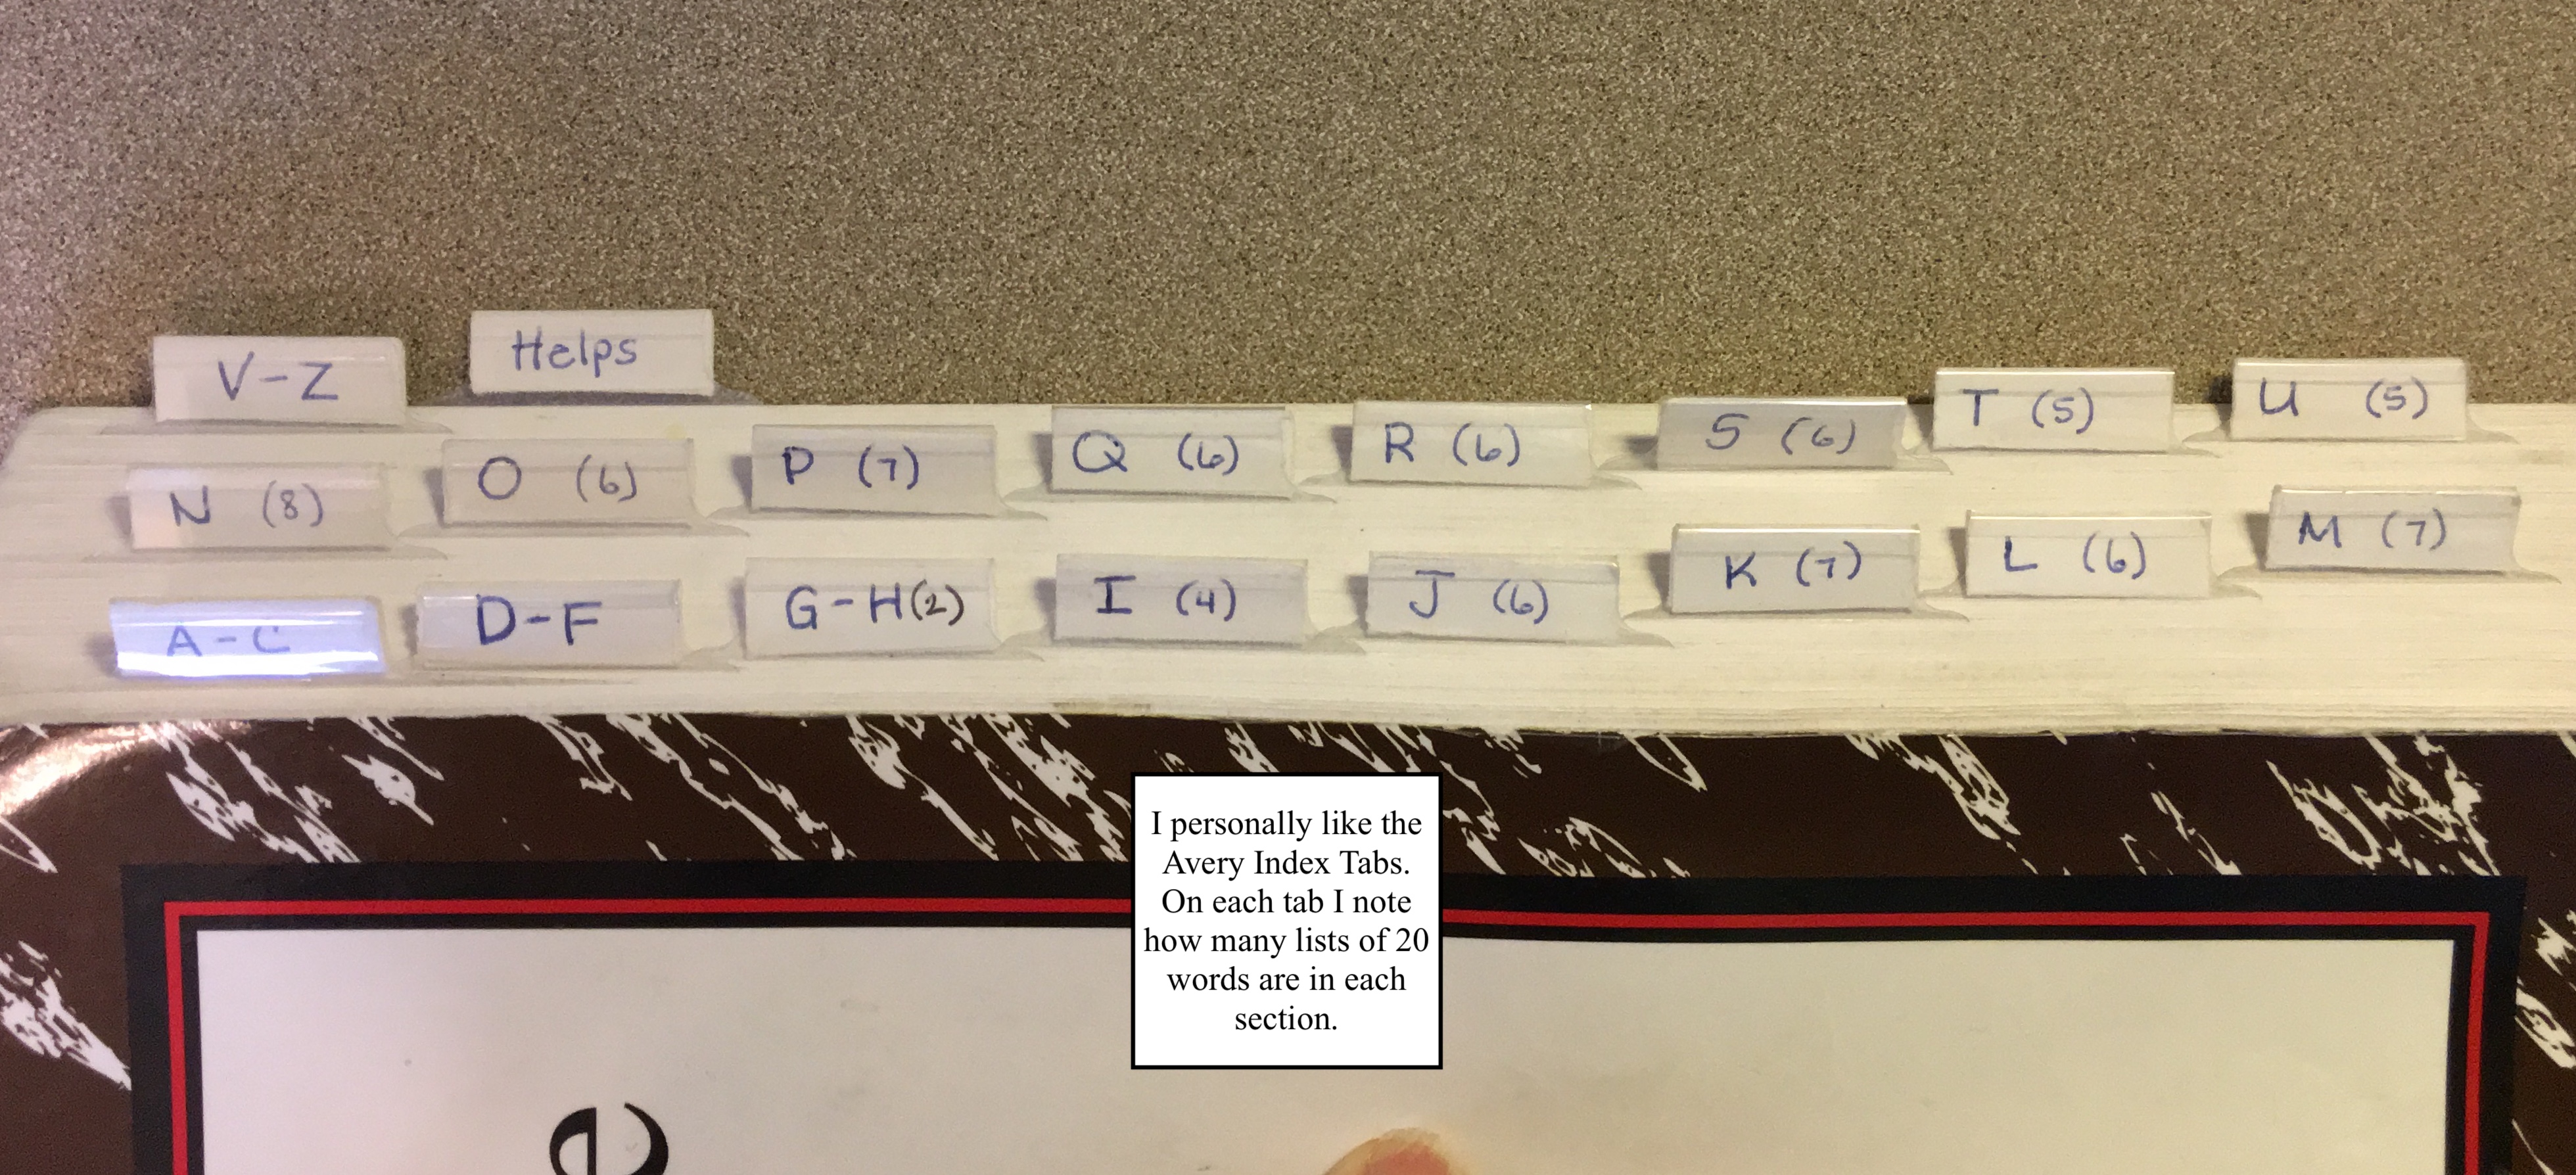 V-Z
Helps
T (5)
U (5)
N (8)
O (6)
P (7)
Q (6)
R (6)
S (6)
K (7)
L (6)
M (7)
A-C
D-F
G-H(2)
I (4)
J (6)
I personally like the
Avery Index Tabs.
On each tab I note
how many lists of 20
words are in each
section.
e